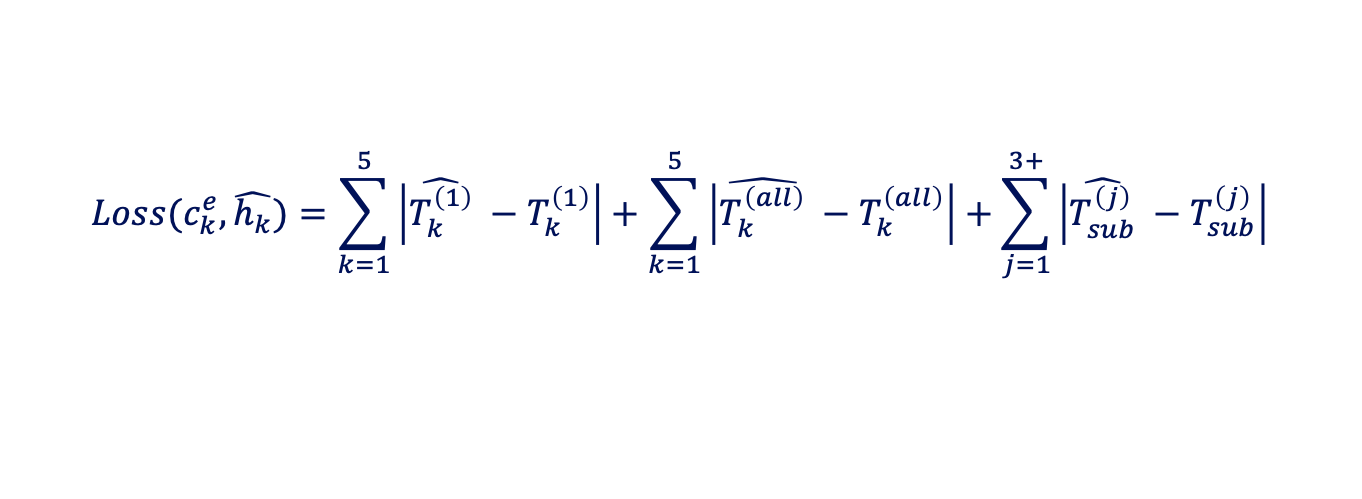 $Loss(c_k^e, \widehat{h_k}) = \sum_{k=1}^{5} \left| \widehat{T_k^{(1)}} - T_k^{(1)} \right| + \sum_{k=1}^{5} \left| \widehat{T_k^{(all)}} - T_k^{(all)} \right| + \sum_{j=1}^{3+} \left| \widehat{T_{sub}^{(j)}} - T_{sub}^{(j)} \right|$